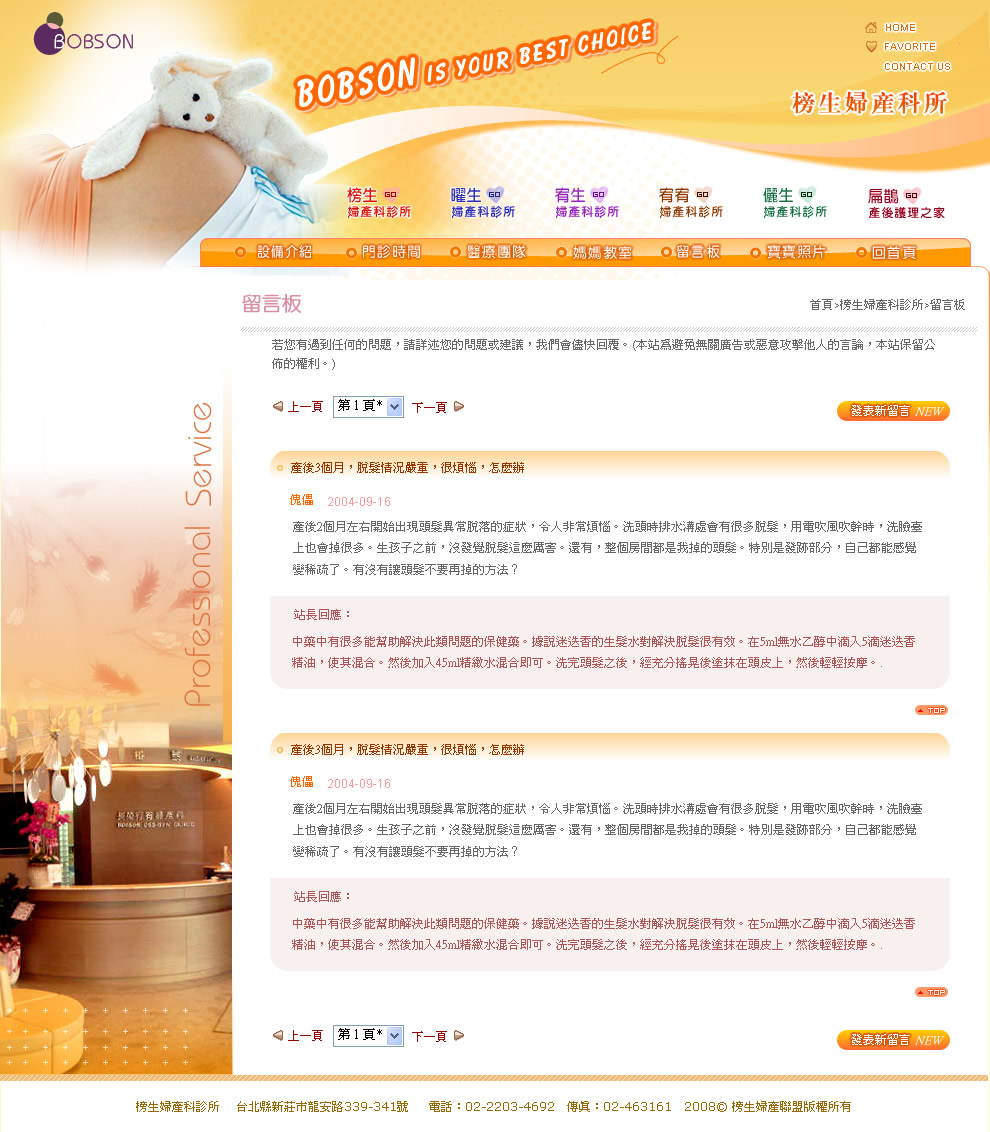 BOBSON
BOBSON IS YOUR BEST CHOICE
HOME
FAVORITE
CONTACT US
榜生婦產科所
榜生 GO
婦產科診所
曜生 GO
婦產科診所
宥生 GO
婦產科診所
宥宥 GO
婦產科診所
儷生 GO
婦產科診所
扁鵲 GO
產後護理之家
設備介紹 門診時間 醫療團隊 媽媽教室 留言板 寶寶照片 回首頁
留言板
首頁>榜生婦產科診所>留言板
若您有遇到任何的問題，請詳述您的問題或建議，我們會儘快回覆。(本站為避免無關廣告或惡意攻擊他人的言論，本站保留公
佈的權利。)
上一頁 第 1 頁* 下一頁
發表新留言 NEW
產後3個月，脫髮情況嚴重，很煩惱，怎麼辦
傀儡 2004-09-16
產後2個月左右開始出現頭髮異常脫落的症狀，令人非常煩惱。洗頭時排水溝處會有很多脫髮，用電吹風吹幹時，洗臉臺
上也會掉很多。生孩子之前，沒發覺脫髮這麼厲害。還有，整個房間都是我掉的頭髮。特別是發跡部分，自己都能感覺
變稀疏了。有沒有讓頭髮不要再掉的方法？
站長回應：
中藥中有很多能幫助解決此類問題的保健藥。據說迷迭香的生髮水對解決脫髮很有效。在5ml無水乙醇中滴入5滴迷迭香
精油，使其混合。然後加入45ml精緻水混合即可。洗完頭髮之後，經充分搖晃後塗抹在頭皮上，然後輕輕按摩。.
TOP
產後3個月，脫髮情況嚴重，很煩惱，怎麼辦
傀儡 2004-09-16
產後2個月左右開始出現頭髮異常脫落的症狀，令人非常煩惱。洗頭時排水溝處會有很多脫髮，用電吹風吹幹時，洗臉臺
上也會掉很多。生孩子之前，沒發覺脫髮這麼厲害。還有，整個房間都是我掉的頭髮。特別是發跡部分，自己都能感覺
變稀疏了。有沒有讓頭髮不要再掉的方法？
站長回應：
中藥中有很多能幫助解決此類問題的保健藥。據說迷迭香的生髮水對解決脫髮很有效。在5ml無水乙醇中滴入5滴迷迭香
精油，使其混合。然後加入45ml精緻水混合即可。洗完頭髮之後，經充分搖晃後塗抹在頭皮上，然後輕輕按摩。.
TOP
上一頁 第 1 頁* 下一頁
發表新留言 NEW
Professional Service
BOBSON OBS-GYN CLINIC
榜生婦產科診所 台北縣新莊市龍安路339-341號 電話：02-2203-4692 傳真：02-463161 2008© 榜生婦產聯盟版權所有